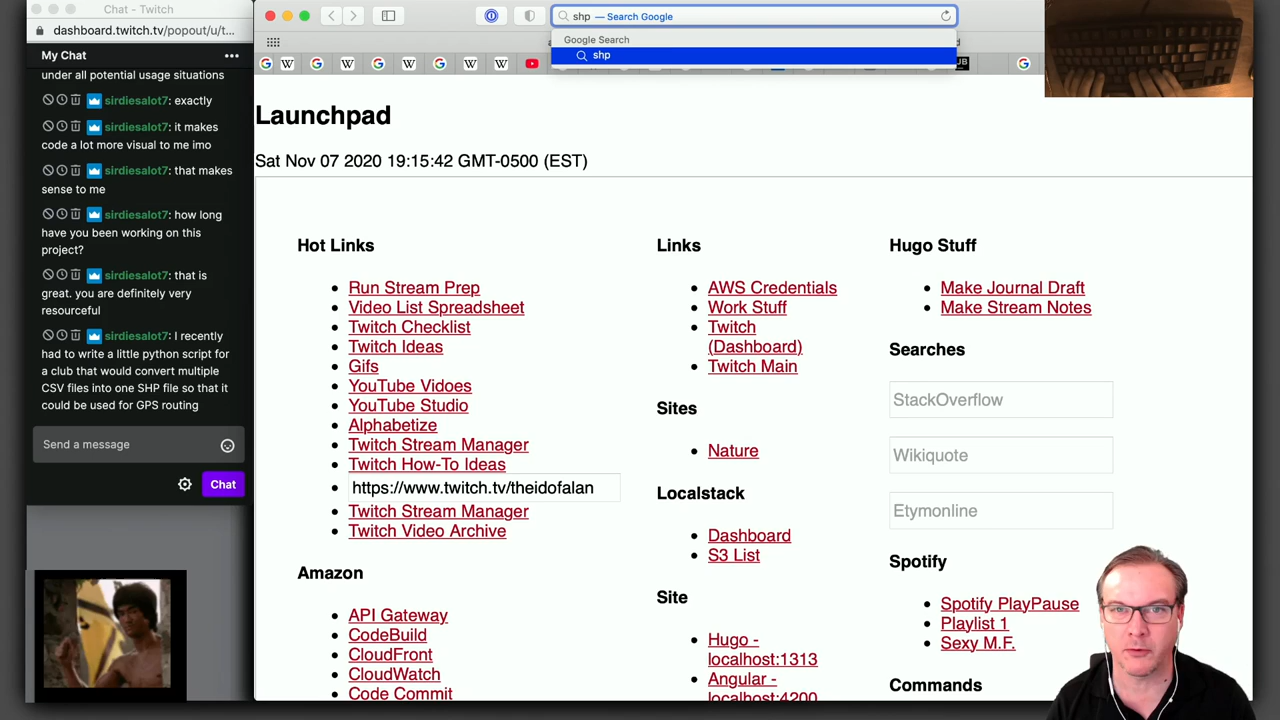 Chat - Twitch
dashboard.twitch.tv/popout/u/t...
My Chat
under all potential usage situations
sirdiesalot7: exactly
sirdiesalot7: it makes
code a lot more visual to me imo
sirdiesalot7: that makes
sense to me
sirdiesalot7: how long
have you been working on this
project?
sirdiesalot7: that is
great. you are definitely very
resourceful
sirdiesalot7: I recently
had to write a little python script for
a club that would convert multiple
CSV files into one SHP file so that it
could be used for GPS routing
Send a message
Chat
shp — Search Google
Google Search
shp
Launchpad
Sat Nov 07 2020 19:15:42 GMT-0500 (EST)
Hot Links
Run Stream Prep
Video List Spreadsheet
Twitch Checklist
Twitch Ideas
Gifs
YouTube Vidoes
YouTube Studio
Alphabetize
Twitch Stream Manager
Twitch How-To Ideas
https://www.twitch.tv/theidofalan
Twitch Stream Manager
Twitch Video Archive
Amazon
API Gateway
CodeBuild
CloudFront
CloudWatch
Code Commit
Links
AWS Credentials
Work Stuff
Twitch
(Dashboard)
Twitch Main
Sites
Nature
Localstack
Dashboard
S3 List
Site
Hugo -
localhost:1313
Angular -
localhost:4200
Hugo Stuff
Make Journal Draft
Make Stream Notes
Searches
StackOverflow
Wikiquote
Etymonline
Spotify
Spotify PlayPause
Playlist 1
Sexy M.F.
Commands